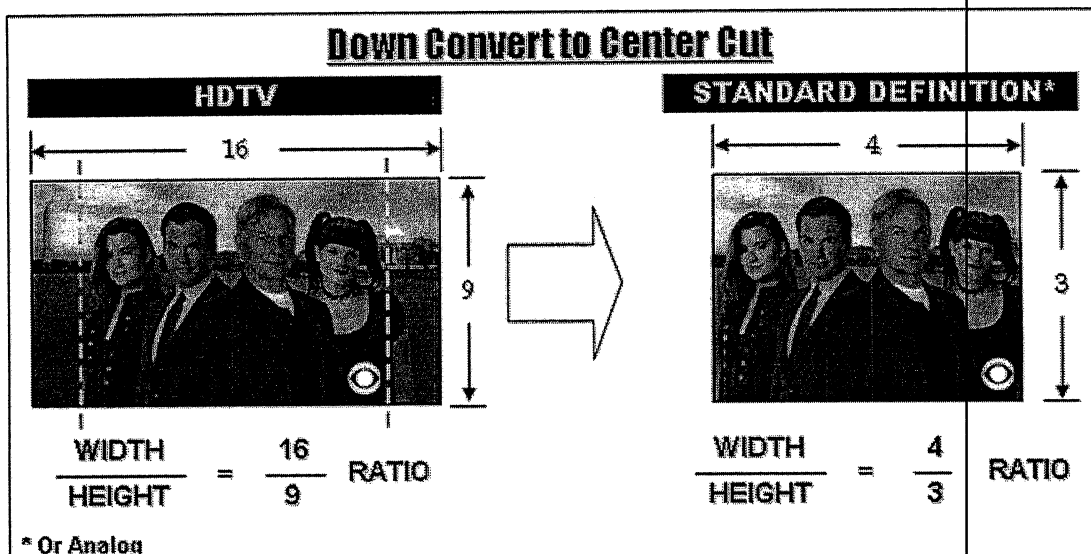 Down Convert to Center Cut
HDTV
STANDARD DEFINITION*
16
4
9
3
WIDTH
HEIGHT
=
16
9
RATIO
WIDTH
HEIGHT
=
4
3
RATIO
* Or Analog